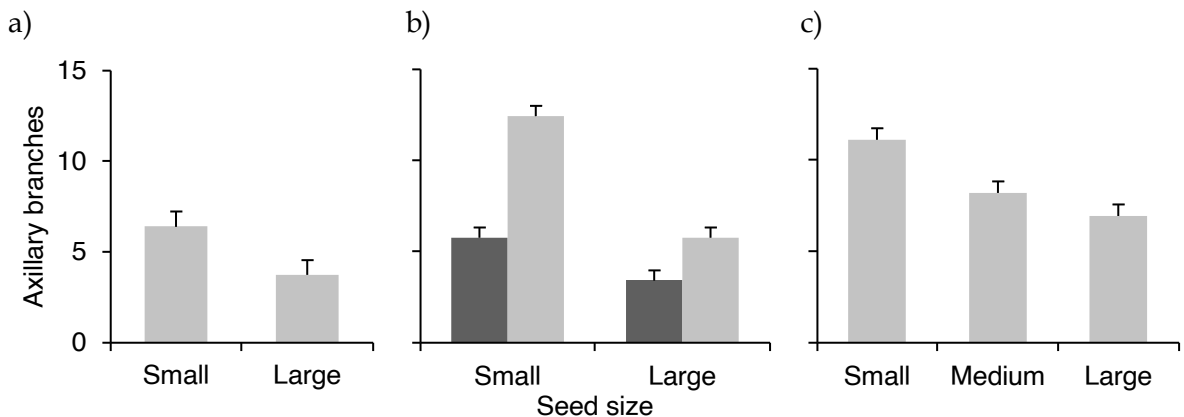 a)
b)
c)
Axillary branches
15
10
5
0
Small Large
Small Large
Small Medium Large
Seed size